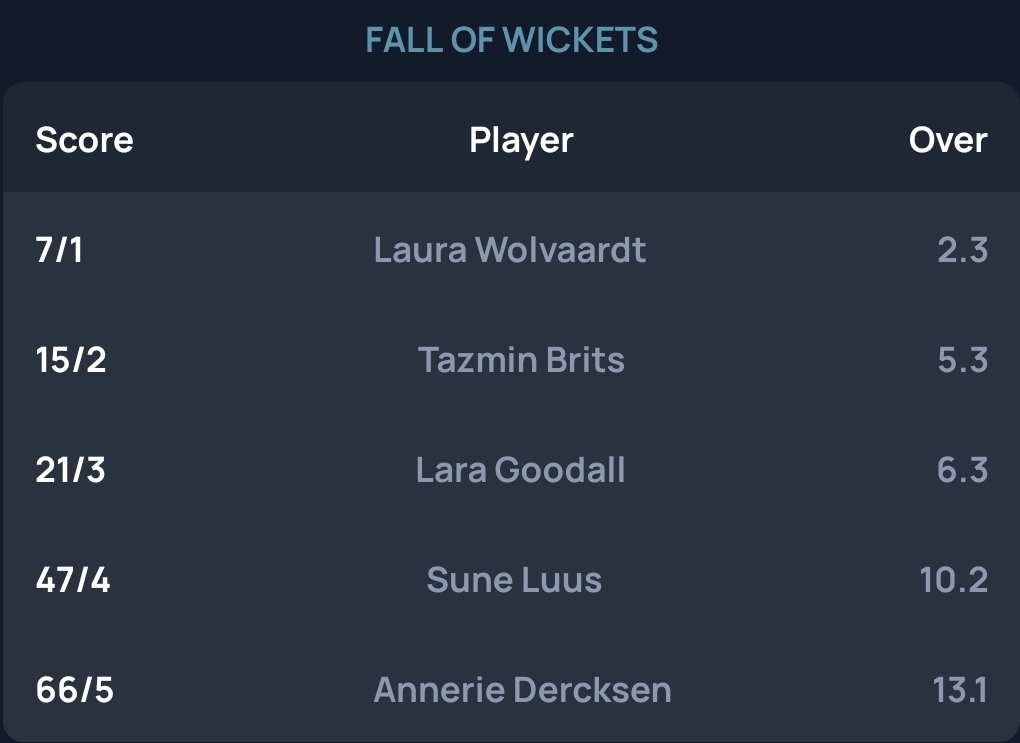 FALL OF WICKETS
Score Player Over
7/1 Laura Wolvaardt 2.3
15/2 Tazmin Brits 5.3
21/3 Lara Goodall 6.3
47/4 Sune Luus 10.2
66/5 Annerie Dercksen 13.1